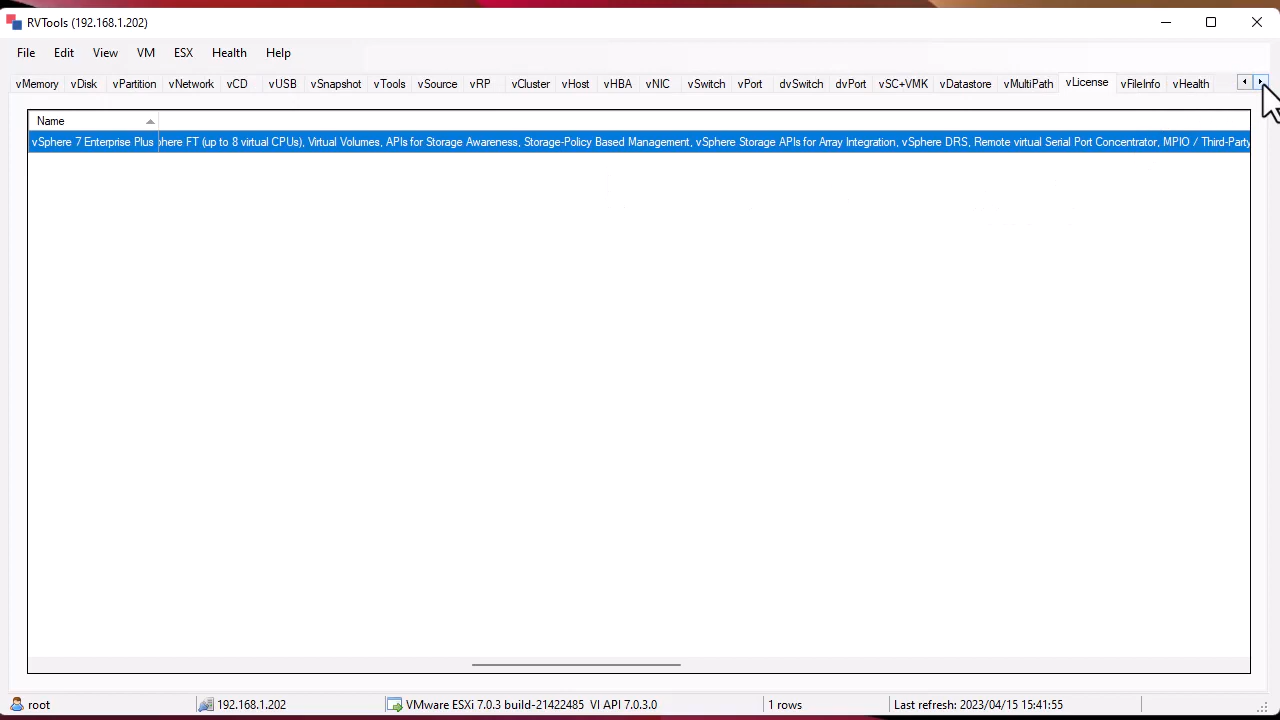 RVTools (192.168.1.202)
File Edit View VM ESX Health Help
vMemory vDisk vPartition vNetwork vCD vUSB vSnapshot vTools vSource vRP vCluster vHost vHBA vNIC vSwitch vPort dvSwitch dvPort vSC+VMK vDatastore vMultiPath vLicense vFileInfo vHealth
Name
vSphere 7 Enterprise Plus phere FT (up to 8 virtual CPUs), Virtual Volumes, APIs for Storage Awareness, Storage-Policy Based Management, vSphere Storage APIs for Array Integration, vSphere DRS, Remote virtual Serial Port Concentrator, MPIO / Third-Party
root 192.168.1.202 VMware ESXi 7.0.3 build-21422485 VI API 7.0.3.0 1 rows Last refresh: 2023/04/15 15:41:55